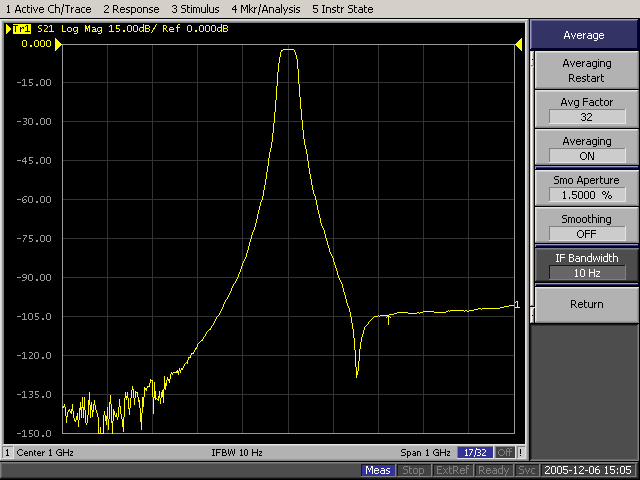 1 Active Ch/Trace 2 Response 3 Stimulus 4 Mkr/Analysis 5 Instr State
Tr1 S21 Log Mag 15.00dB/ Ref 0.000dB
0.000
-15.00
-30.00
-45.00
-60.00
-75.00
-90.00
-105.0
-120.0
-135.0
-150.0
1
1 Center 1 GHz IFBW 10 Hz Span 1 GHz 17/32 Off !
Average
Averaging
Restart
Avg Factor
32
Averaging
ON
Smo Aperture
1.5000 %
Smoothing
OFF
IF Bandwidth
10 Hz
Return
Meas Stop ExtRef Ready Svc 2005-12-06 15:05